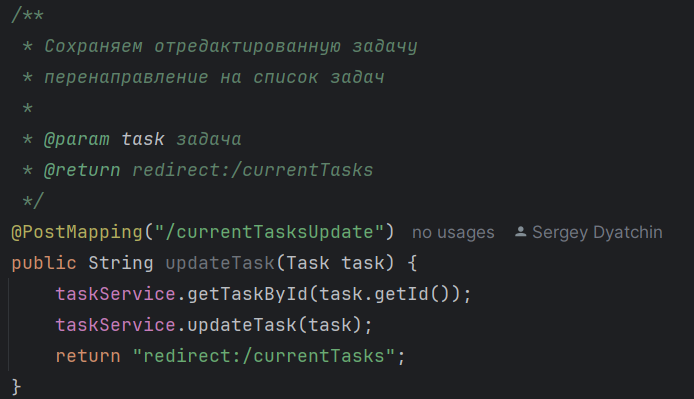 /**
 * Сохраняем отредактированную задачу
 * перенаправление на список задач
 *
 * @param task задача
 * @return redirect:/currentTasks
 */
@PostMapping("/currentTasksUpdate") no usages Sergey Dyatchin
public String updateTask(Task task) {
    taskService.getTaskById(task.getId());
    taskService.updateTask(task);
    return "redirect:/currentTasks";
}